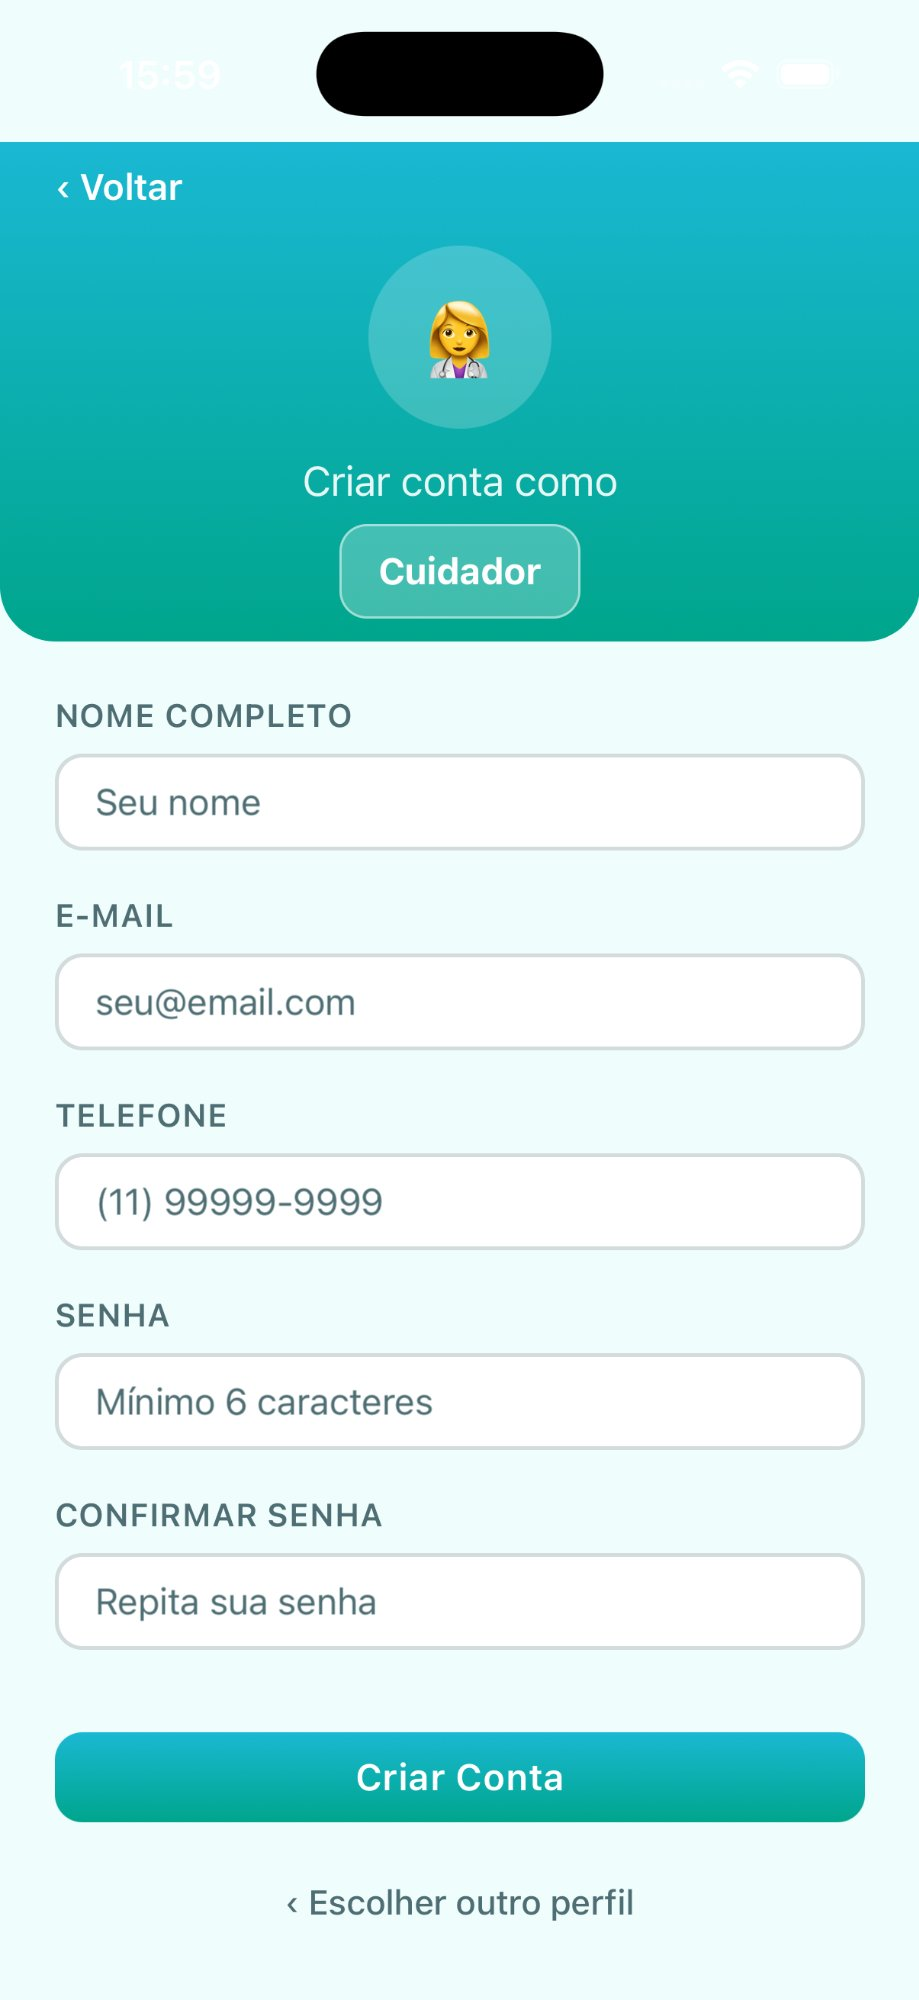 15:59
‹ Voltar
Criar conta como
Cuidador
NOME COMPLETO
Seu nome
E-MAIL
seu@email.com
TELEFONE
(11) 99999-9999
SENHA
Mínimo 6 caracteres
CONFIRMAR SENHA
Repita sua senha
Criar Conta
‹ Escolher outro perfil